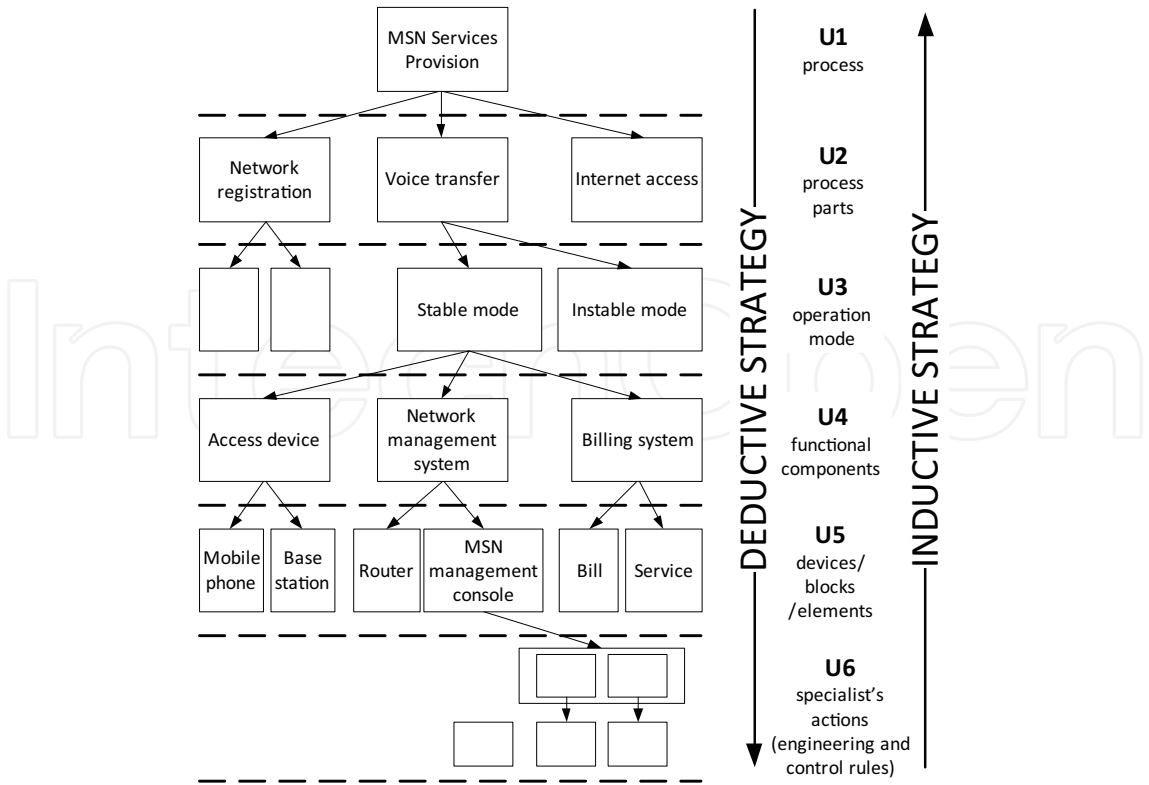 MSN Services
Provision
U1
process
Network
registration
Voice transfer
Internet access
U2
process
parts
Stable mode
Instable mode
U3
operation
mode
Access device
Network
management
system
Billing system
U4
functional
components
Mobile
phone
Base
station
Router
MSN
management
console
Bill
Service
U5
devices/
blocks
/elements
U6
specialist's
actions
(engineering and
control rules)
DEDUCTIVE STRATEGY
INDUCTIVE STRATEGY
IntechOpen